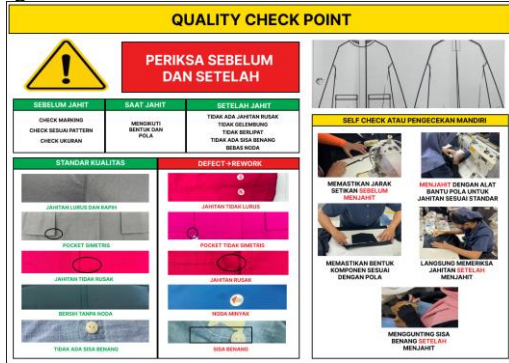 QUALITY CHECK POINT
PERIKSA SEBELUM
DAN SETELAH
SEBELUM JAHIT
CHECK MARKING
CHECK SESUAI PATTERN
CHECK UKURAN
SAAT JAHIT
MENGIKUTI
BENTUK DAN
POLA
SETELAH JAHIT
TIDAK ADA JAHITAN RUSAK
TIDAK GELEMBUNG
TIDAK BERLIPAT
TIDAK ADA SISA BENANG
BEBAS NODA
STANDAR KUALITAS
JAHITAN LURUS DAN RAPIH
POCKET SIMETRIS
JAHITAN TIDAK RUSAK
BERSIH TANPA NODA
TIDAK ADA SISA BENANG
DEFECT→REWORK
JAHITAN TIDAK LURUS
POCKET TIDAK SIMETRIS
JAHITAN RUSAK
NODA MINYAK
SISA BENANG
SELF CHECK ATAU PENGECEKAN MANDIRI
MEMASTIKAN JARAK
SETIKAN SEBELUM
MENJAHIT
MENJAHIT DENGAN ALAT
BANTU POLA UNTUK
JAHITAN SESUAI STANDAR
MEMASTIKAN BENTUK
KOMPONEN SESUAI
DENGAN POLA
LANGSUNG MEMERIKSA
JAHITAN SETELAH
MENJAHIT
MENGGUNTING SISA
BENANG SETELAH
MENJAHIT